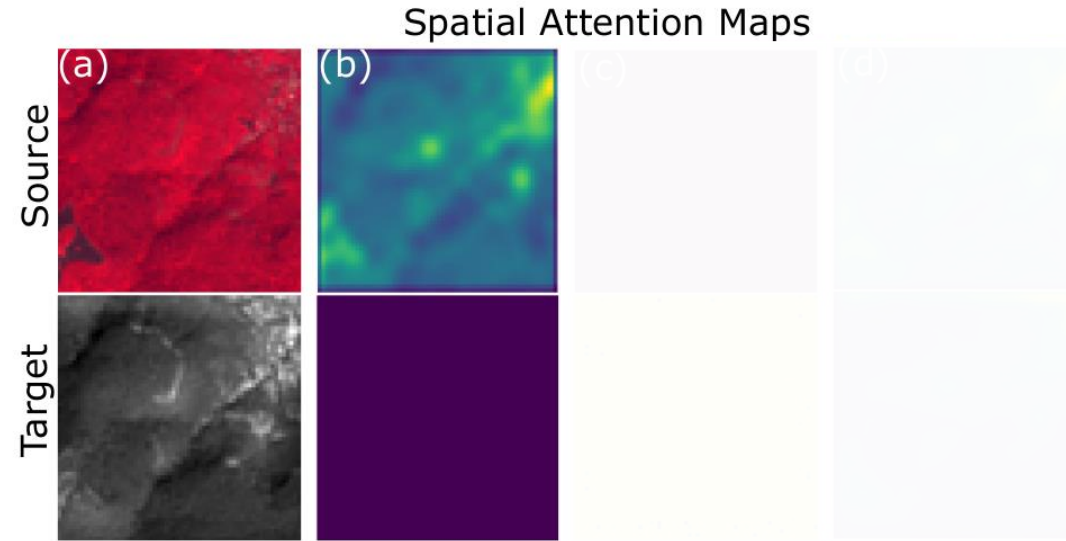 Spatial Attention Maps
(a)
(b)
(c)
(d)
Source
Target